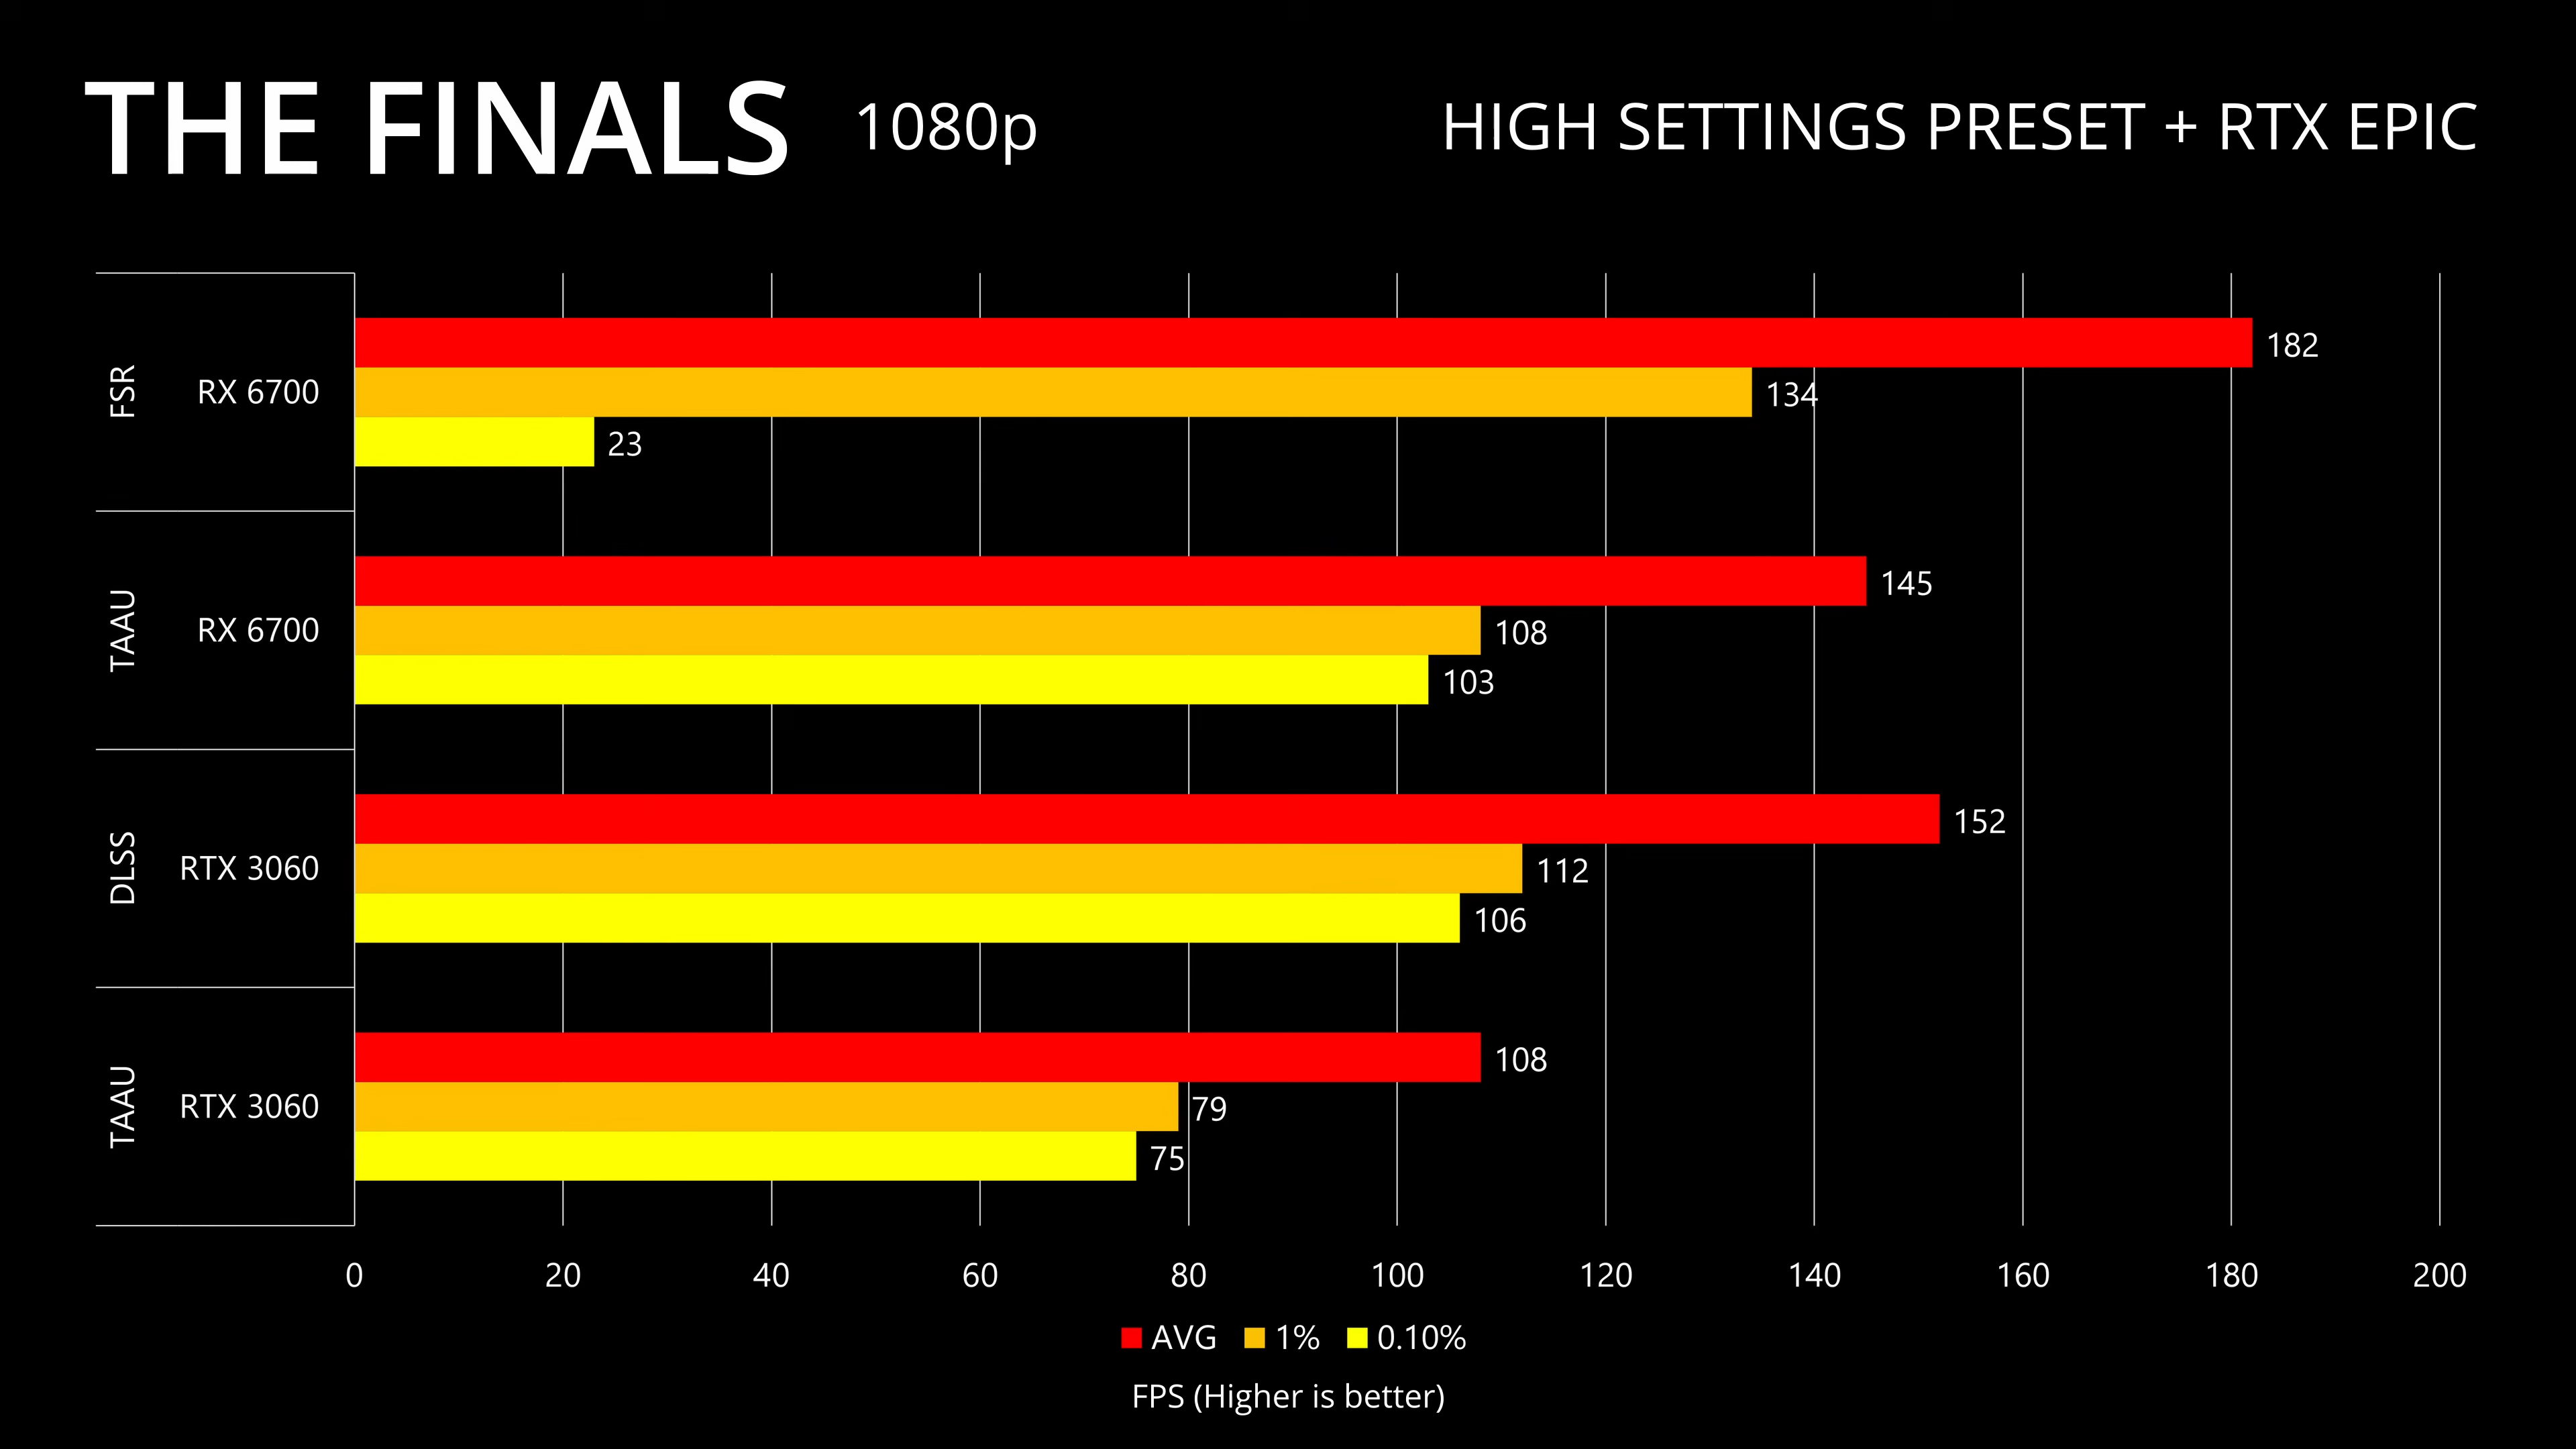 THE FINALS 1080p HIGH SETTINGS PRESET + RTX EPIC
FSR RX 6700
182
134
23
TAAU RX 6700
145
108
103
DLSS RTX 3060
152
112
106
TAAU RTX 3060
108
79
75
0 20 40 60 80 100 120 140 160 180 200
AVG 1% 0.10%
FPS (Higher is better)